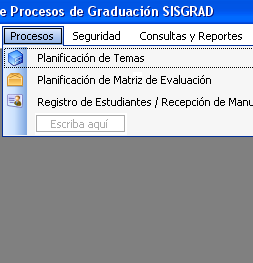 e Procesos de Graduación SISGRAD
Procesos Seguridad Consultas y Reportes
Planificación de Temas
Planificación de Matriz de Evaluación
Registro de Estudiantes / Recepción de Manu
Escriba aquí